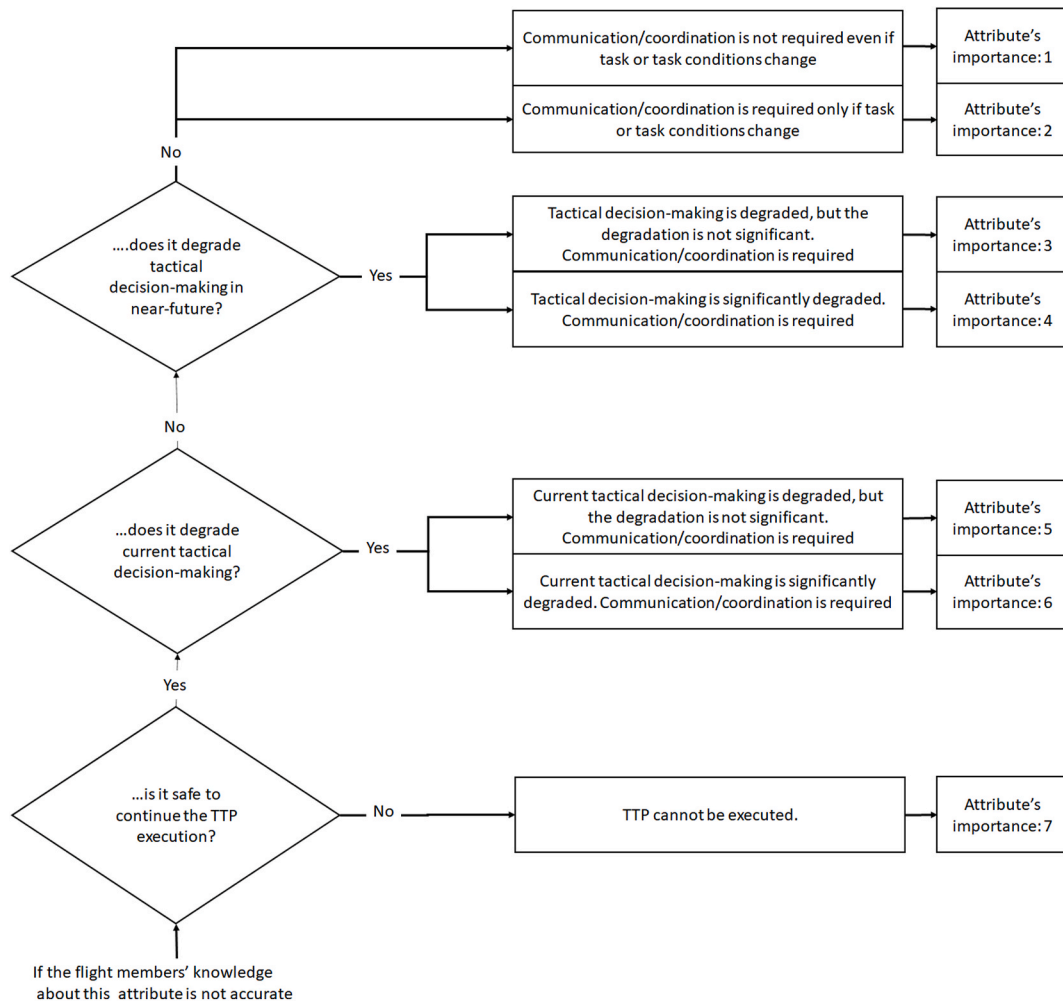 Communication/coordination is not required even if
task or task conditions change
Attribute's
importance: 1
Communication/coordination is required only if task
or task conditions change
Attribute's
importance: 2
No
....does it degrade
tactical
decision-making in
near-future?
Yes
Tactical decision-making is degraded, but the
degradation is not significant.
Communication/coordination is required
Attribute's
importance: 3
Tactical decision-making is significantly degraded.
Communication/coordination is required
Attribute's
importance: 4
No
...does it degrade
current tactical
decision-making?
Yes
Current tactical decision-making is degraded, but
the degradation is not significant.
Communication/coordination is required
Attribute's
importance: 5
Current tactical decision-making is significantly
degraded. Communication/coordination is required
Attribute's
importance: 6
Yes
...is it safe to
continue the TTP
execution?
No
TTP cannot be executed.
Attribute's
importance: 7
If the flight members' knowledge
about this attribute is not accurate